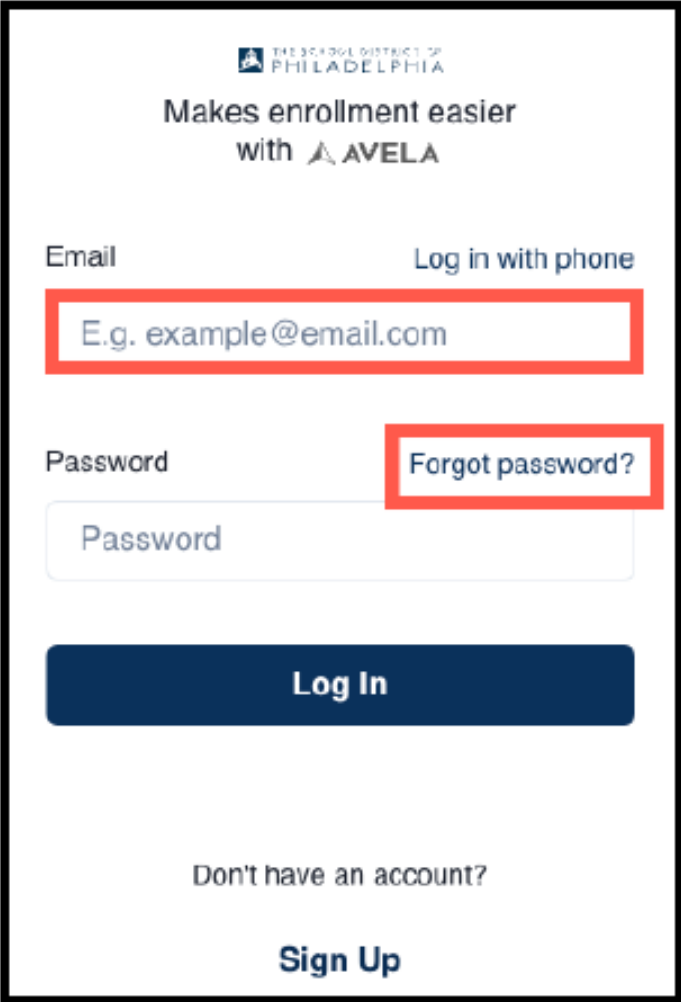 THE SCHOOL DISTRICT OF
PHILADELPHIA
Makes enrollment easier
with AVELA
Email
Log in with phone
E.g. example@email.com
Password
Forgot password?
Password
Log In
Don't have an account?
Sign Up